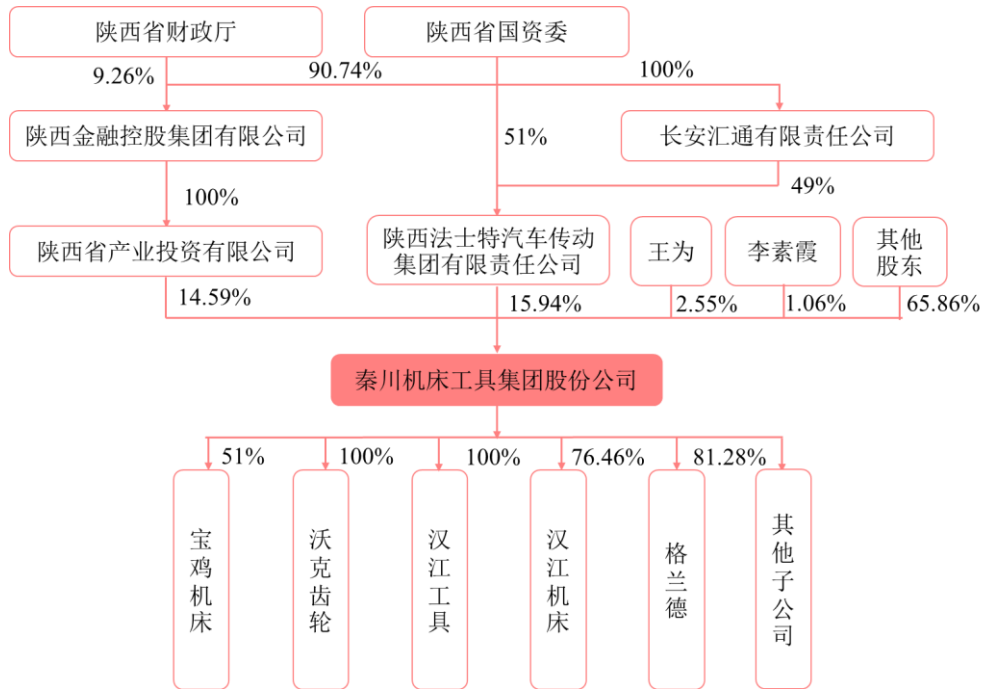 陕西省财政厅
陕西省国资委
9.26%
90.74%
100%
陕西金融控股集团有限公司
51%
长安汇通有限责任公司
100%
49%
陕西省产业投资有限公司
陕西法士特汽车传动
集团有限责任公司
王为
李素霞
其他
股东
14.59%
15.94%
2.55%
1.06%
65.86%
秦川机床工具集团股份公司
51%
100%
100%
76.46%
81.28%
宝鸡机床
沃克齿轮
汉江工具
汉江机床
格兰德
其他子公司